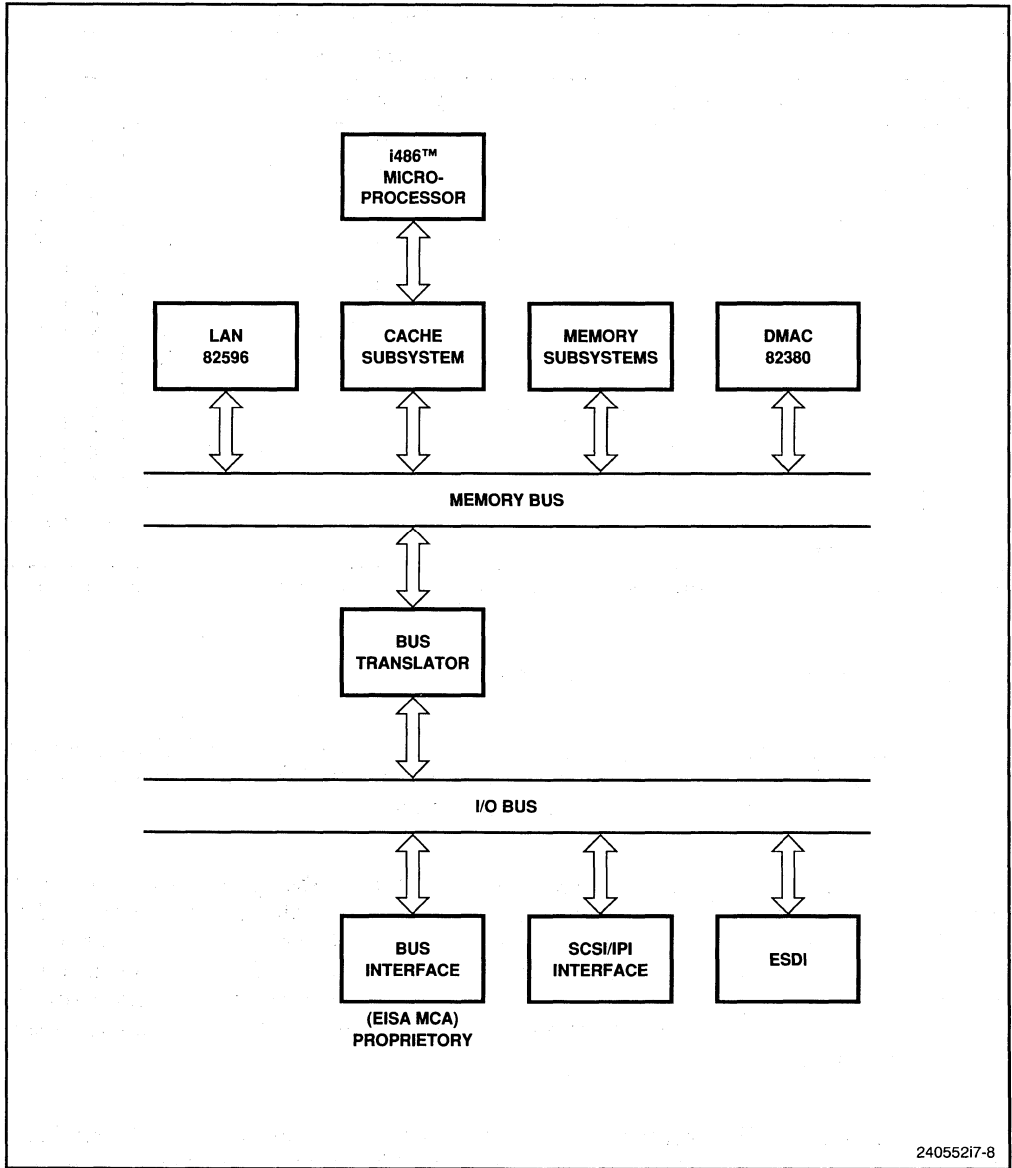 i486™
MICRO-
PROCESSOR
LAN
82596
CACHE
SUBSYSTEM
MEMORY
SUBSYSTEMS
DMAC
82380
MEMORY BUS
BUS
TRANSLATOR
I/O BUS
BUS
INTERFACE
SCSI/IPI
INTERFACE
ESDI
(EISA MCA)
PROPRIETORY
240552i7-8